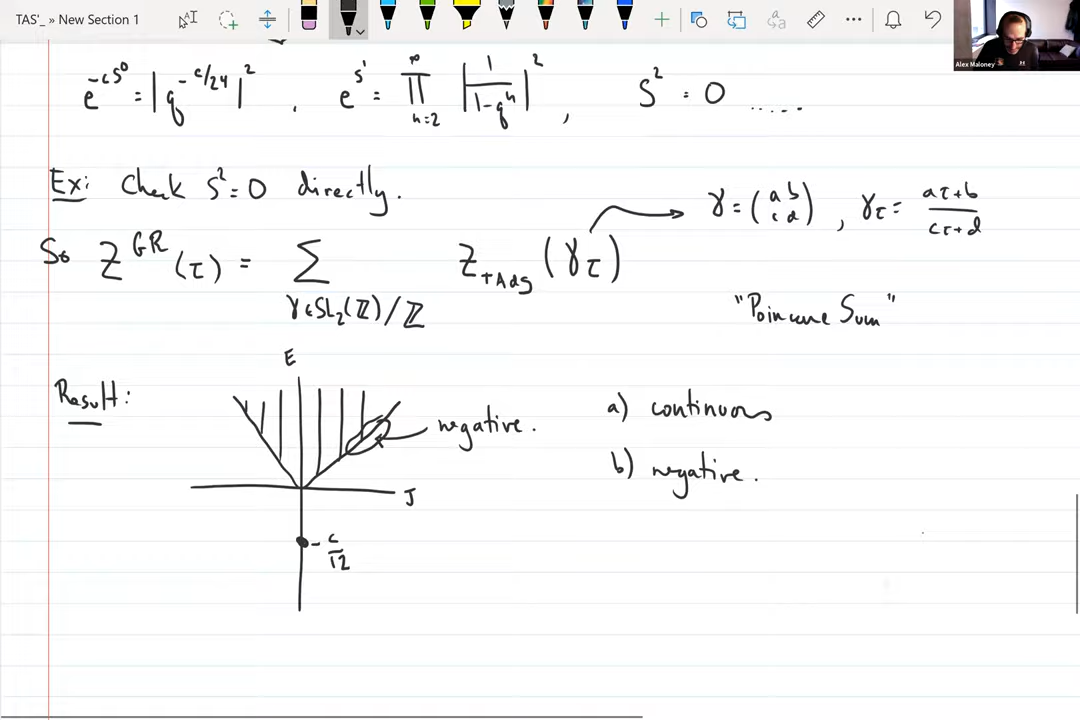 TAS'_ » New Section 1
Alex Maloney
e^{-cS^0} = |q^{-c/24}|^2 , e^{S^1} = ∏_{n=2}^{∞} |1/(1-q^n)|^2 , S^2 = 0 .....
Ex: Check S^2 = 0 directly.
γ = (a b c d) , γτ = (aτ+b)/(cτ+d)
So Z^{GR}(τ) = ∑_{γ∈SL_2(ℤ)/ℤ} Z_{tAdS}(γτ)
"Poincare Sum"
E
Result:
negative.
a) continuous
b) negative.
J
- c/12